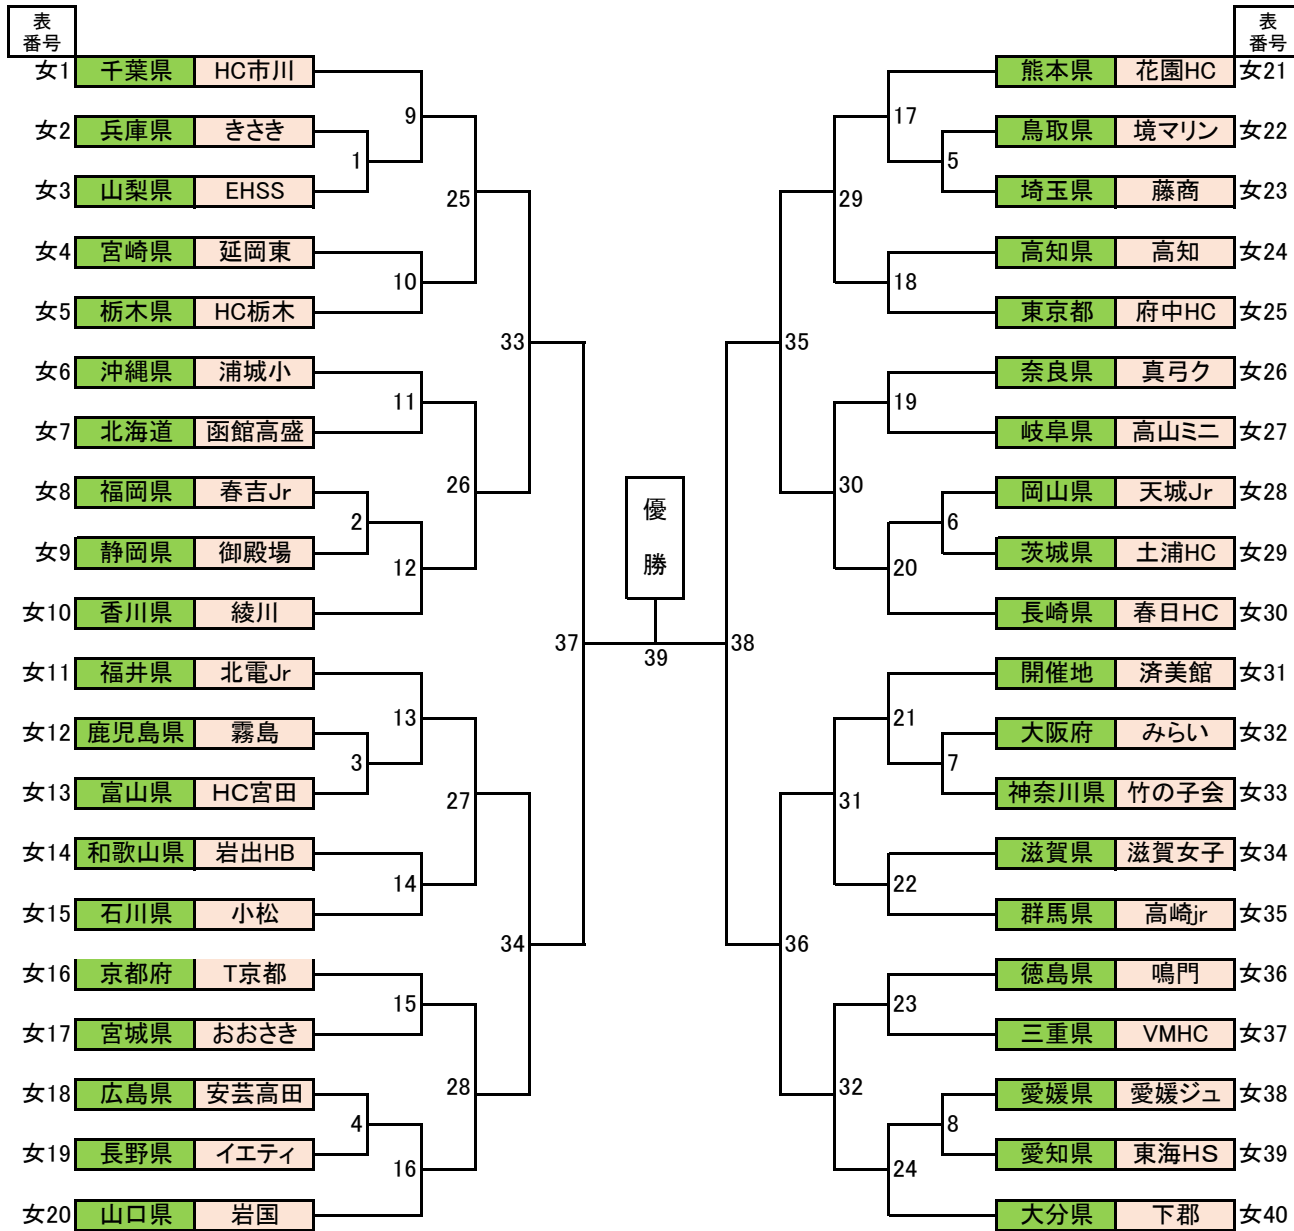 表
番号
女1 千葉県 HC市川
女2 兵庫県 きさき
女3 山梨県 EHSS
女4 宮崎県 延岡東
女5 栃木県 HC栃木
女6 沖縄県 浦城小
女7 北海道 函館高盛
女8 福岡県 春吉Jr
女9 静岡県 御殿場
女10 香川県 綾川
女11 福井県 北電Jr
女12 鹿児島県 霧島
女13 富山県 HC宮田
女14 和歌山県 岩出HB
女15 石川県 小松
女16 京都府 T京都
女17 宮城県 おおさき
女18 広島県 安芸高田
女19 長野県 イエティ
女20 山口県 岩国
9
1
25
10
33
11
26
2
12
37
13
3
27
14
34
15
28
4
16
優
勝
39
表
番号
熊本県 花園HC 女21
鳥取県 境マリン 女22
埼玉県 藤商 女23
高知県 高知 女24
東京都 府中HC 女25
奈良県 真弓ク 女26
岐阜県 高山ミニ 女27
岡山県 天城Jr 女28
茨城県 土浦HC 女29
長崎県 春日HC 女30
開催地 済美館 女31
大阪府 みらい 女32
神奈川県 竹の子会 女33
滋賀県 滋賀女子 女34
群馬県 高崎jr 女35
徳島県 鳴門 女36
三重県 VMHC 女37
愛媛県 愛媛ジュ 女38
愛知県 東海HS 女39
大分県 下郡 女40
17
5
29
18
35
19
30
6
20
38
21
7
31
22
36
23
32
8
24